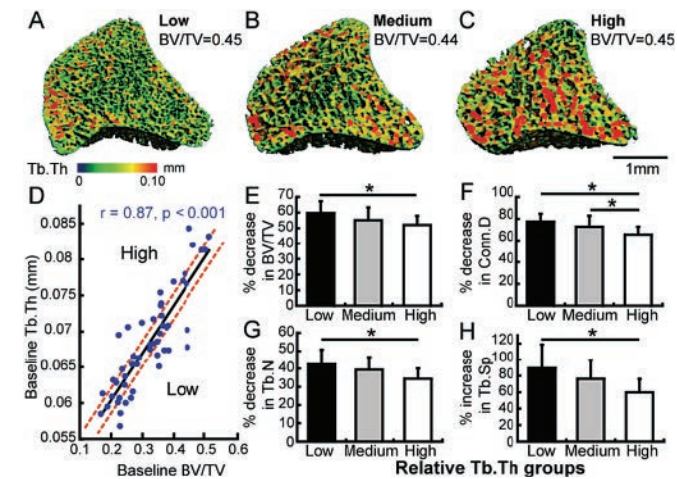 A Low
BV/TV=0.45
B Medium
BV/TV=0.44
C High
BV/TV=0.45
Tb.Th mm
0 0.10
1mm
D
r = 0.87, p < 0.001
High
Low
Baseline Tb.Th (mm)
0.085
0.08
0.075
0.07
0.065
0.06
0.055
0.1 0.2 0.3 0.4 0.5 0.6
Baseline BV/TV
E
*
% decrease
in BV/TV
70
60
50
40
30
20
10
0
Low Medium High
F
*
*
% decrease
in Conn.D
100
80
60
40
20
0
Low Medium High
G
*
% decrease
in Tb.N
60
50
40
30
20
10
0
Low Medium High
H
*
% increase
in Tb.Sp
120
100
80
60
40
20
0
Low Medium High
Relative Tb.Th groups